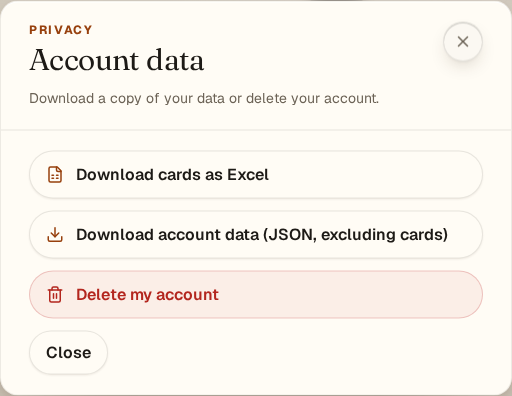 PRIVACY
Account data
Download a copy of your data or delete your account.
Download cards as Excel
Download account data (JSON, excluding cards)
Delete my account
Close